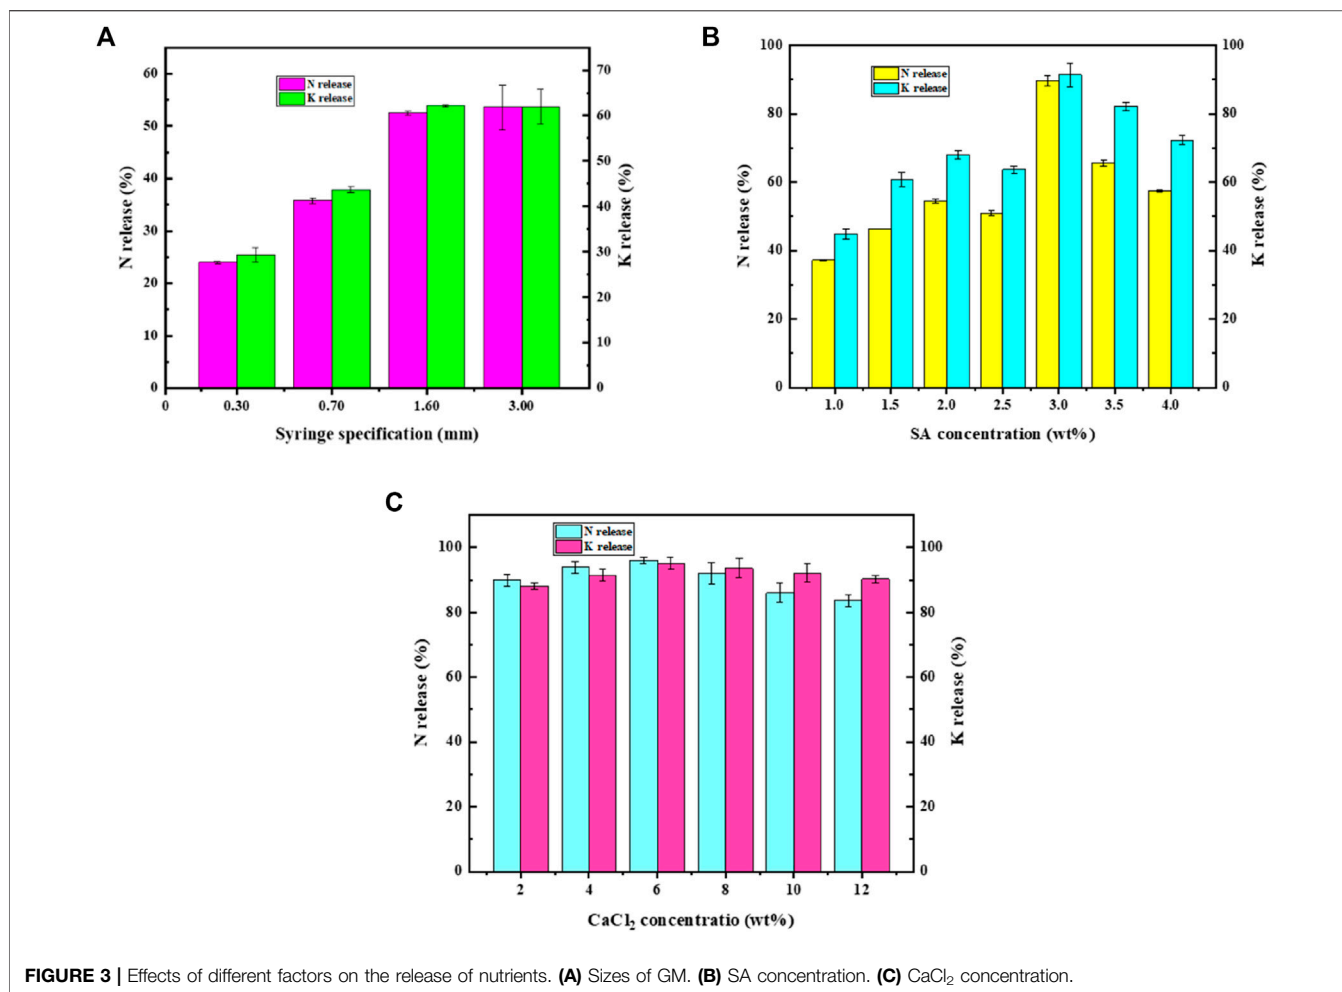 A
N release
K release
N release (%)
K release (%)
60
50
40
30
20
10
0
70
60
50
40
30
20
10
0
0 0.30 0.70 1.60 3.00
Syringe specification (mm)
B
N release
K release
N release (%)
K release (%)
100
80
60
40
20
0
100
80
60
40
20
0
1.0 1.5 2.0 2.5 3.0 3.5 4.0
SA concentration (wt%)
C
N release
K release
N release (%)
K release (%)
100
80
60
40
20
0
100
80
60
40
20
0
2 4 6 8 10 12
CaCl₂ concentratio (wt%)
FIGURE 3 | Effects of different factors on the release of nutrients. (A) Sizes of GM. (B) SA concentration. (C) CaCl₂ concentration.